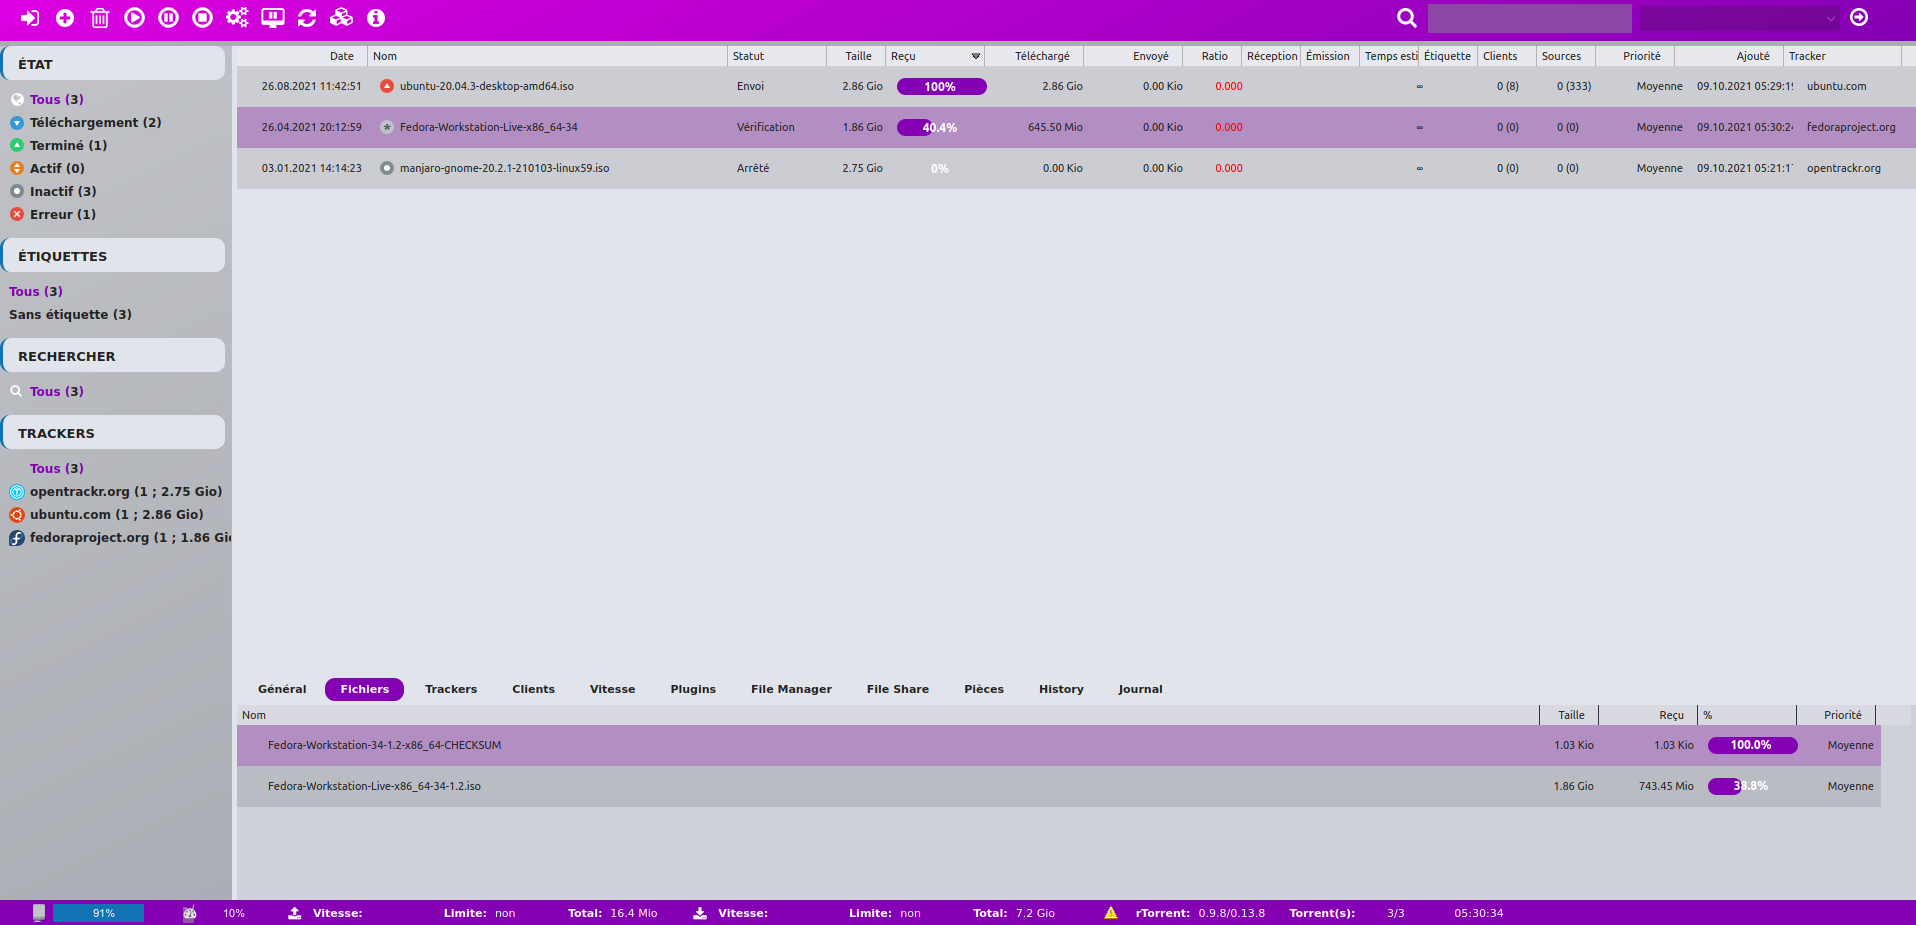 Date Nom Statut Taille Reçu Téléchargé Envoyé Ratio Réception Émission Temps esti Étiquette Clients Sources Priorité Ajouté Tracker
26.08.2021 11:42:51 ubuntu-20.04.3-desktop-amd64.iso Envoi 2.86 Gio 100% 2.86 Gio 0.00 Kio 0.000 ∞ 0 (8) 0 (333) Moyenne 09.10.2021 05:29:19 ubuntu.com
26.04.2021 20:12:59 Fedora-Workstation-Live-x86_64-34 Vérification 1.86 Gio 40.4% 645.50 Mio 0.00 Kio 0.000 ∞ 0 (0) 0 (0) Moyenne 09.10.2021 05:30:24 fedoraproject.org
03.01.2021 14:14:23 manjaro-gnome-20.2.1-210103-linux59.iso Arrêté 2.75 Gio 0% 0.00 Kio 0.00 Kio 0.000 ∞ 0 (0) 0 (0) Moyenne 09.10.2021 05:21:17 opentrackr.org
ÉTAT
Tous (3)
Téléchargement (2)
Terminé (1)
Actif (0)
Inactif (3)
Erreur (1)
ÉTIQUETTES
Tous (3)
Sans étiquette (3)
RECHERCHER
Tous (3)
TRACKERS
Tous (3)
opentrackr.org (1 ; 2.75 Gio)
ubuntu.com (1 ; 2.86 Gio)
fedoraproject.org (1 ; 1.86 Gio
Général Fichiers Trackers Clients Vitesse Plugins File Manager File Share Pièces History Journal
Nom Taille Reçu % Priorité
Fedora-Workstation-34-1.2-x86_64-CHECKSUM 1.03 Kio 1.03 Kio 100.0% Moyenne
Fedora-Workstation-Live-x86_64-34-1.2.iso 1.86 Gio 743.45 Mio 38.8% Moyenne
91% 10% Vitesse: Limite: non Total: 16.4 Mio Vitesse: Limite: non Total: 7.2 Gio rTorrent: 0.9.8/0.13.8 Torrent(s): 3/3 05:30:34